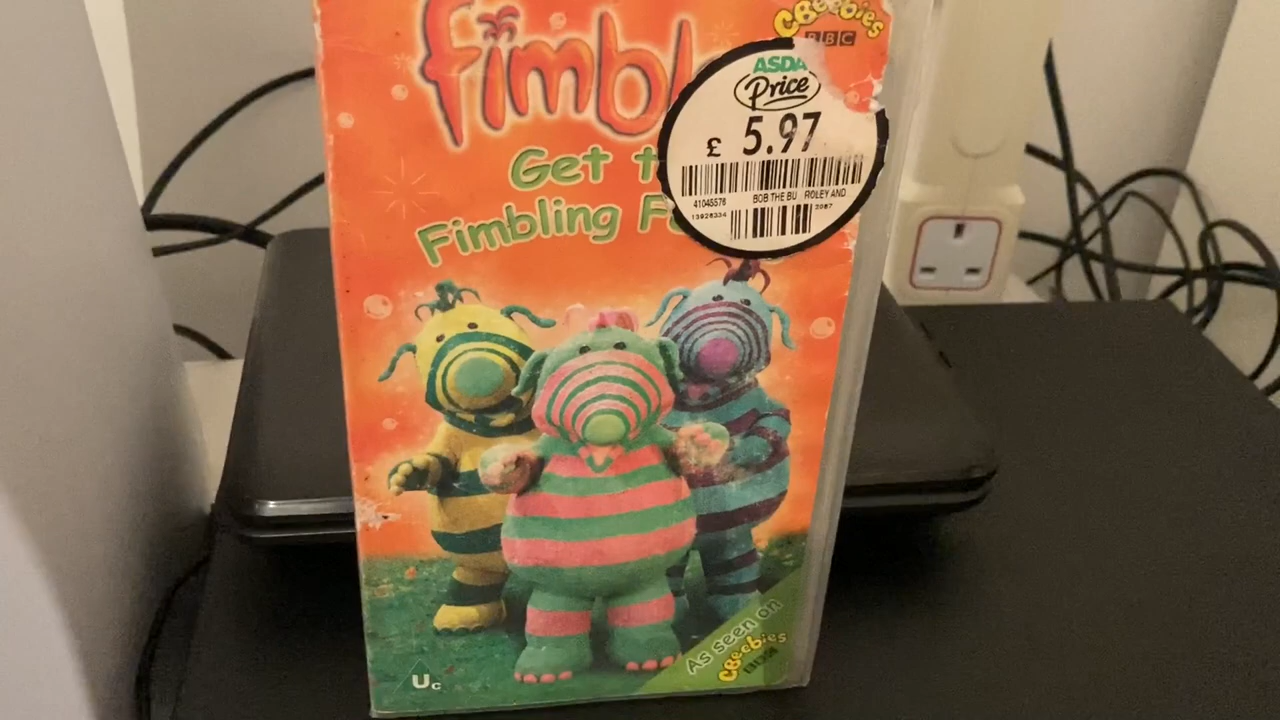 fimbl
CBeebies
BBC
ASDA
Price
£ 5.97
41045576 BOB THE BU ROLEY AND
13926334 2087
Get t
Fimbling F
As seen on
CBeebies
BBC
Uc